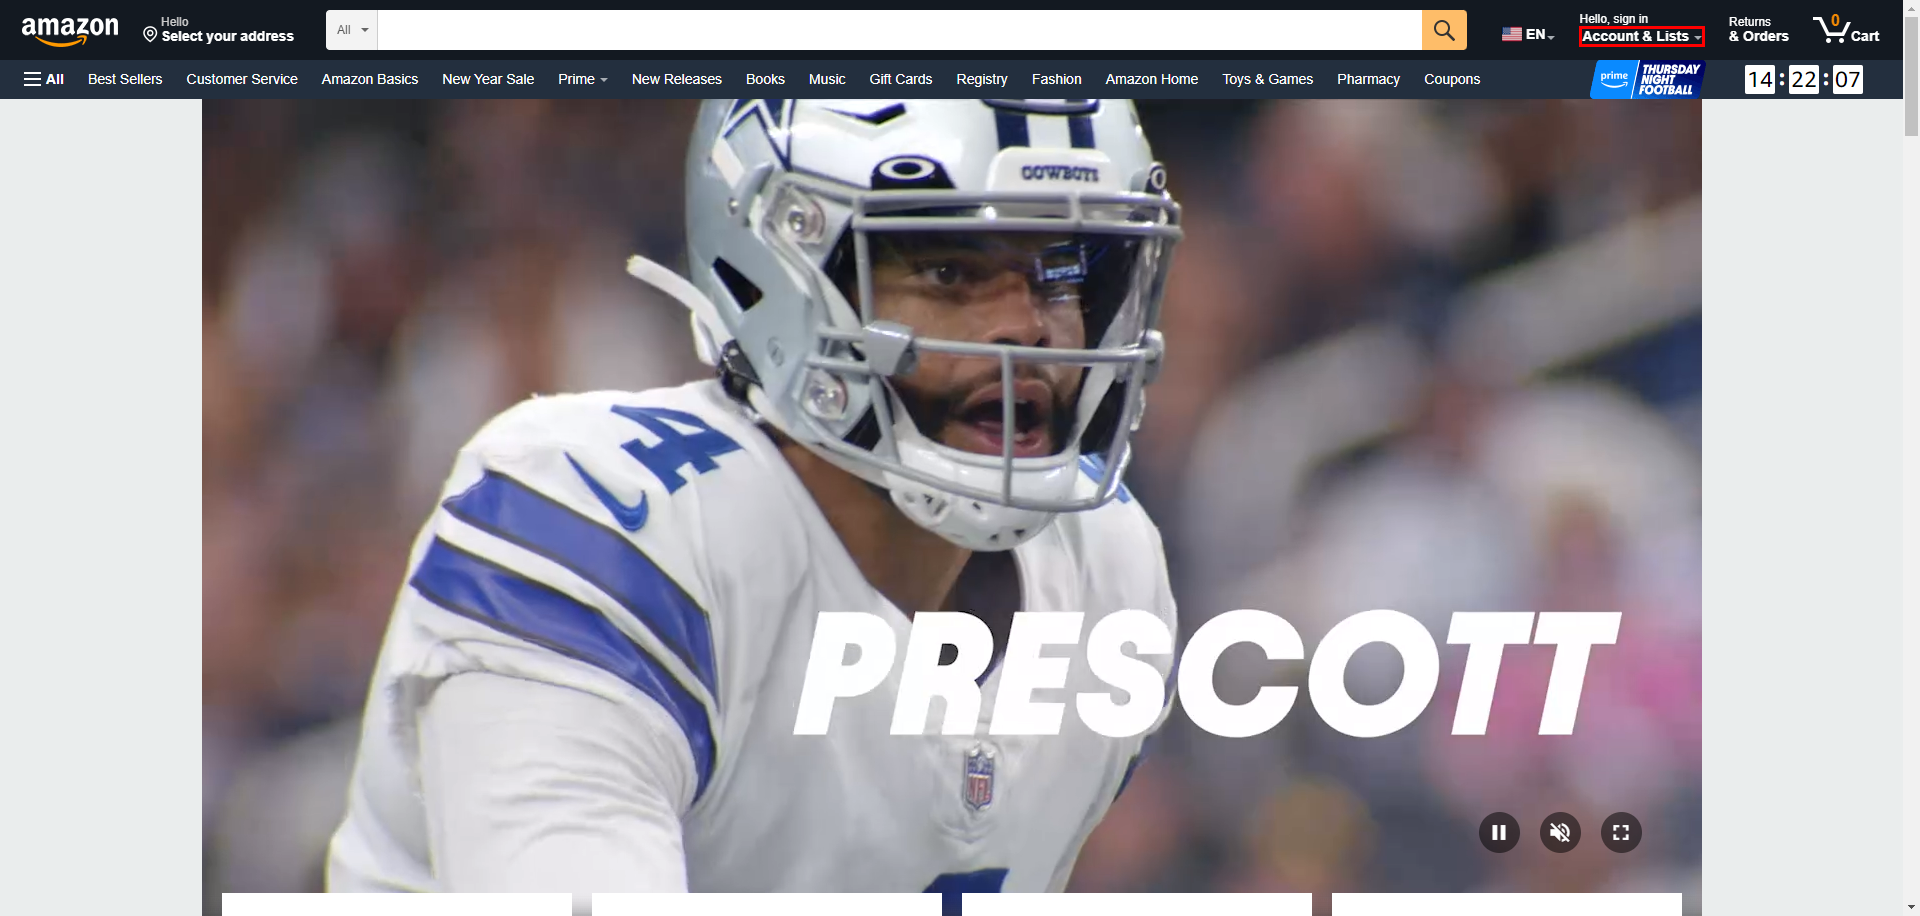 amazon
Hello
Select your address
All
EN
Hello, sign in
Account & Lists
Returns
& Orders
0
Cart
All
Best Sellers
Customer Service
Amazon Basics
New Year Sale
Prime
New Releases
Books
Music
Gift Cards
Registry
Fashion
Amazon Home
Toys & Games
Pharmacy
Coupons
prime
THURSDAY
NIGHT
FOOTBALL
14:22:07
COWBOYS
4
PRESCOTT
NFL